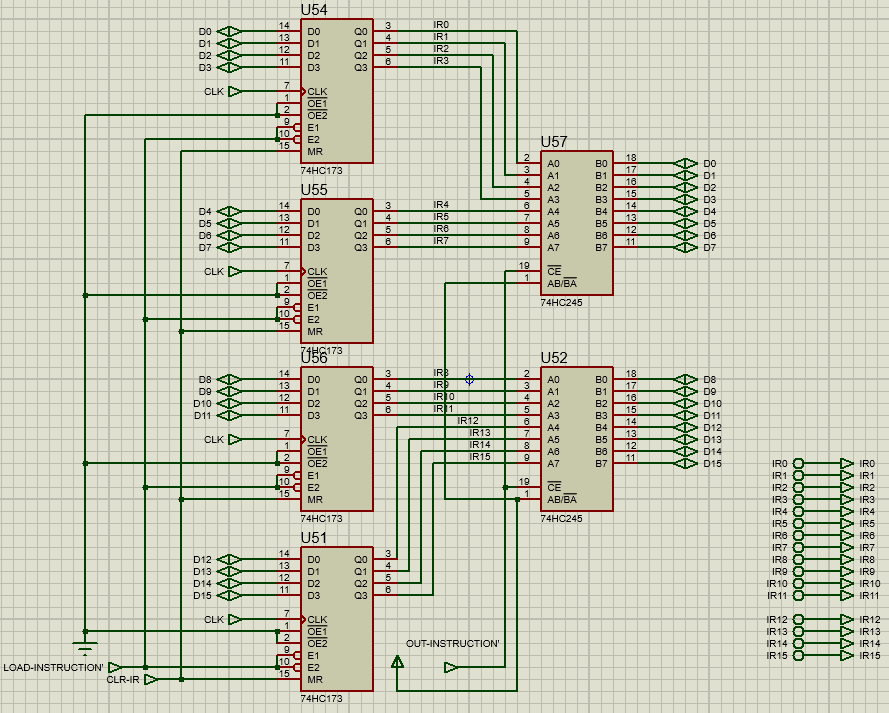 U54
D0 14 D0 Q0 3 IR0
D1 13 D1 Q1 4 IR1
D2 12 D2 Q2 5 IR2
D3 11 D3 Q3 6 IR3
CLK 7 CLK
1 OE1
2 OE2
9 E1
10 E2
15 MR
74HC173
U57
2 A0 B0 18 D0
3 A1 B1 17 D1
4 A2 B2 16 D2
5 A3 B3 15 D3
6 A4 B4 14 D4
7 A5 B5 13 D5
8 A6 B6 12 D6
9 A7 B7 11 D7
19 CE
1 AB/BA
74HC245
U55
D4 14 D0 Q0 3 IR4
D5 13 D1 Q1 4 IR5
D6 12 D2 Q2 5 IR6
D7 11 D3 Q3 6 IR7
CLK 7 CLK
1 OE1
2 OE2
9 E1
10 E2
15 MR
74HC173
U56
D8 14 D0 Q0 3 IR8
D9 13 D1 Q1 4 IR9
D10 12 D2 Q2 5 IR10
D11 11 D3 Q3 6 IR11
CLK 7 CLK
1 OE1
2 OE2
9 E1
10 E2
15 MR
74HC173
U52
2 A0 B0 18 D8
3 A1 B1 17 D9
4 A2 B2 16 D10
5 A3 B3 15 D11
IR12 6 A4 B4 14 D12
IR13 7 A5 B5 13 D13
IR14 8 A6 B6 12 D14
IR15 9 A7 B7 11 D15
19 CE
1 AB/BA
74HC245
U51
D12 14 D0 Q0 3
D13 13 D1 Q1 4
D14 12 D2 Q2 5
D15 11 D3 Q3 6
CLK 7 CLK
1 OE1
2 OE2
9 E1
10 E2
15 MR
74HC173
LOAD-INSTRUCTION'
CLR-IR
OUT-INSTRUCTION'
IR0 IR0
IR1 IR1
IR2 IR2
IR3 IR3
IR4 IR4
IR5 IR5
IR6 IR6
IR7 IR7
IR8 IR8
IR9 IR9
IR10 IR10
IR11 IR11
IR12 IR12
IR13 IR13
IR14 IR14
IR15 IR15